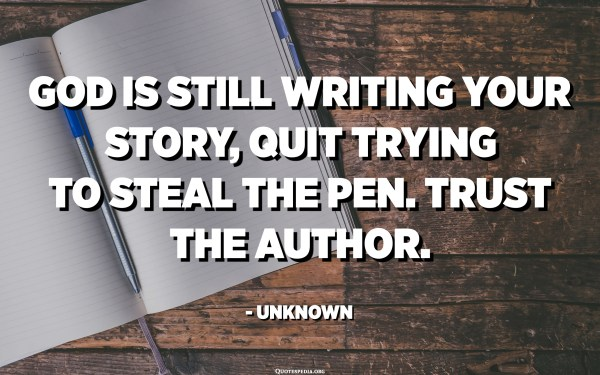 GOD IS STILL WRITING YOUR
STORY, QUIT TRYING
TO STEAL THE PEN. TRUST
THE AUTHOR.
- UNKNOWN
QUOTESPEDIA.ORG